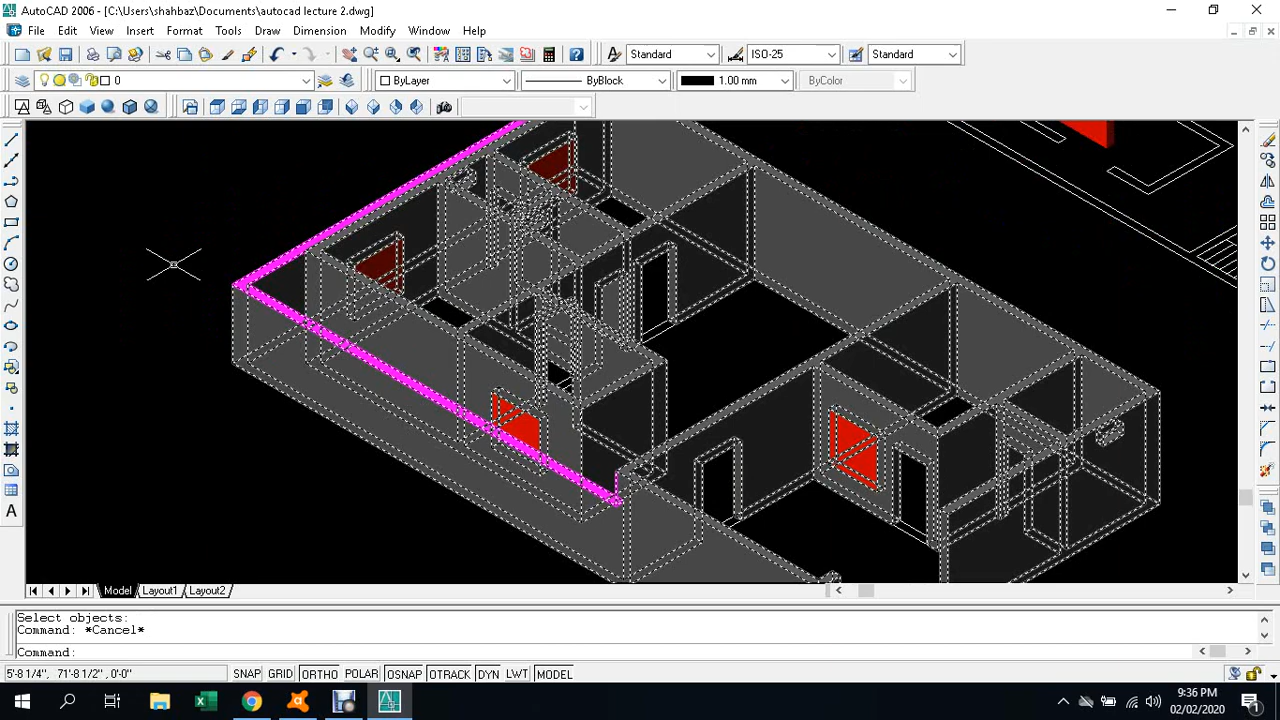 AutoCAD 2006 - [C:\Users\shahbaz\Documents\autocad lecture 2.dwg]
File Edit View Insert Format Tools Draw Dimension Modify Window Help
Standard ISO-25 Standard
0 ByLayer ByBlock 1.00 mm ByColor
Model Layout1 Layout2
Select objects:
Command: *Cancel*
Command:
5'-8 1/4", 71'-8 1/2", 0'-0" SNAP GRID ORTHO POLAR OSNAP OTRACK DYN LWT MODEL
9:36 PM
02/02/2020
1